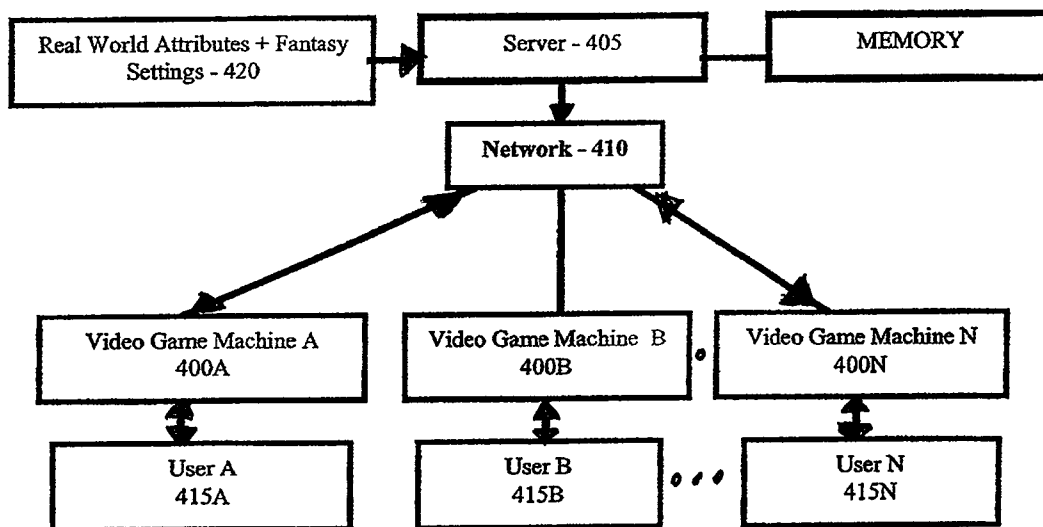 Real World Attributes + Fantasy
Settings - 420
Server - 405
MEMORY
Network - 410
Video Game Machine A
400A
Video Game Machine B
400B
Video Game Machine N
400N
User A
415A
User B
415B
User N
415N